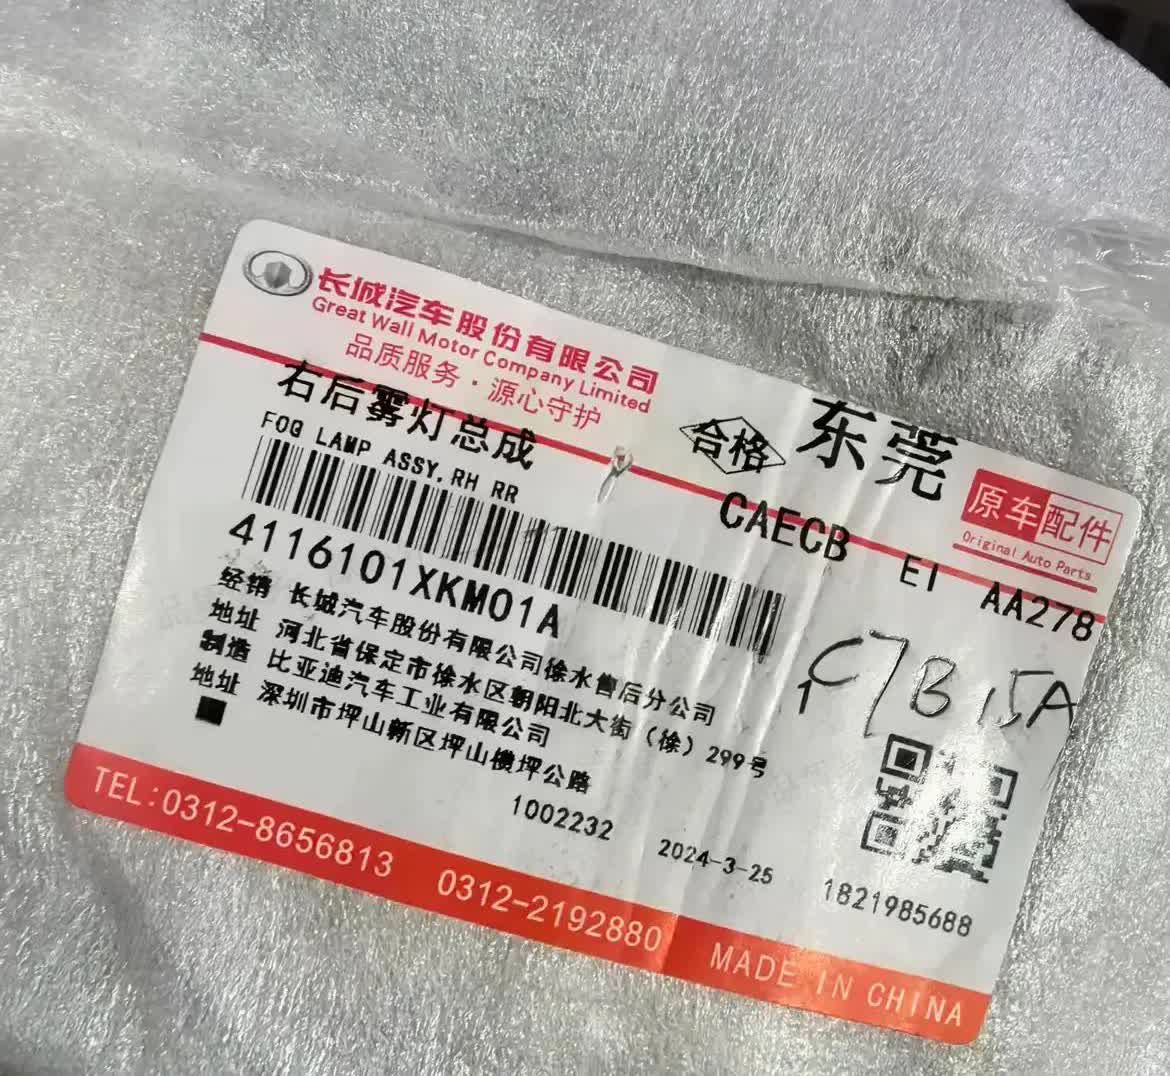 长城汽车股份有限公司
Great Wall Motor Company Limited
品质服务·源心守护
右后雾灯总成
FOG LAMP ASSY,RH RR
合格
东莞
原车配件
Original Auto Parts
CAECB EI AA278
4116101XKM01A
C7B 15A
1
经销 长城汽车股份有限公司徐水售后分公司
地址 河北省保定市徐水区朝阳北大街(徐)299号
制造 比亚迪汽车工业有限公司
地址 深圳市坪山新区坪山横坪公路
1002232
2024-3-25
1821985688
TEL:0312-8656813 0312-2192880 MADE IN CHINA